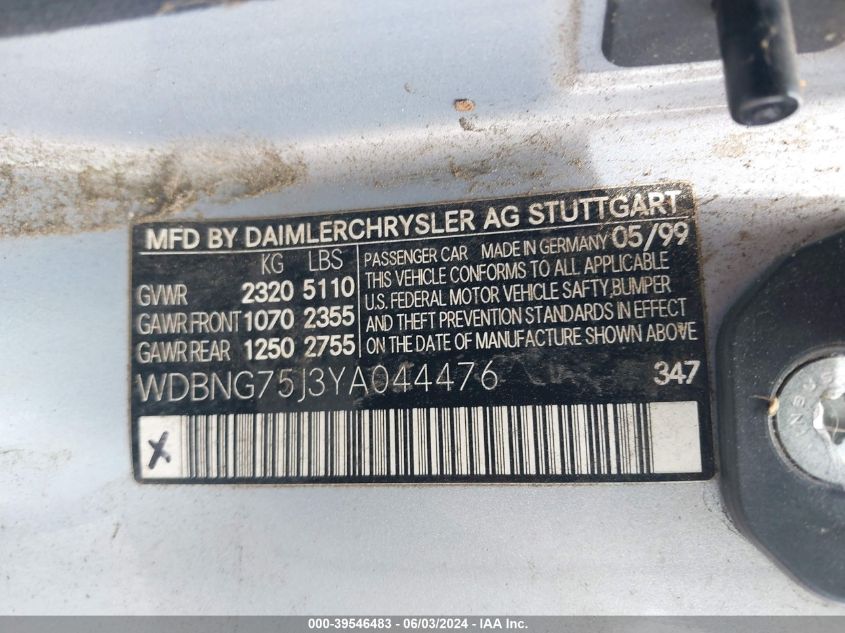 MFD BY DAIMLERCHRYSLER AG STUTTGART
KG LBS
GVWR 2320 5110
GAWR FRONT 1070 2355
GAWR REAR 1250 2755
PASSENGER CAR MADE IN GERMANY 05/99
THIS VEHICLE CONFORMS TO ALL APPLICABLE
U.S. FEDERAL MOTOR VEHICLE SAFTY,BUMPER
AND THEFT PREVENTION STANDARDS IN EFFECT
ON THE DATE OF MANUFACTURE SHOWN ABOVE
WDBNG75J3YA044476 347
X
000-39546483 - 06/03/2024 - IAA